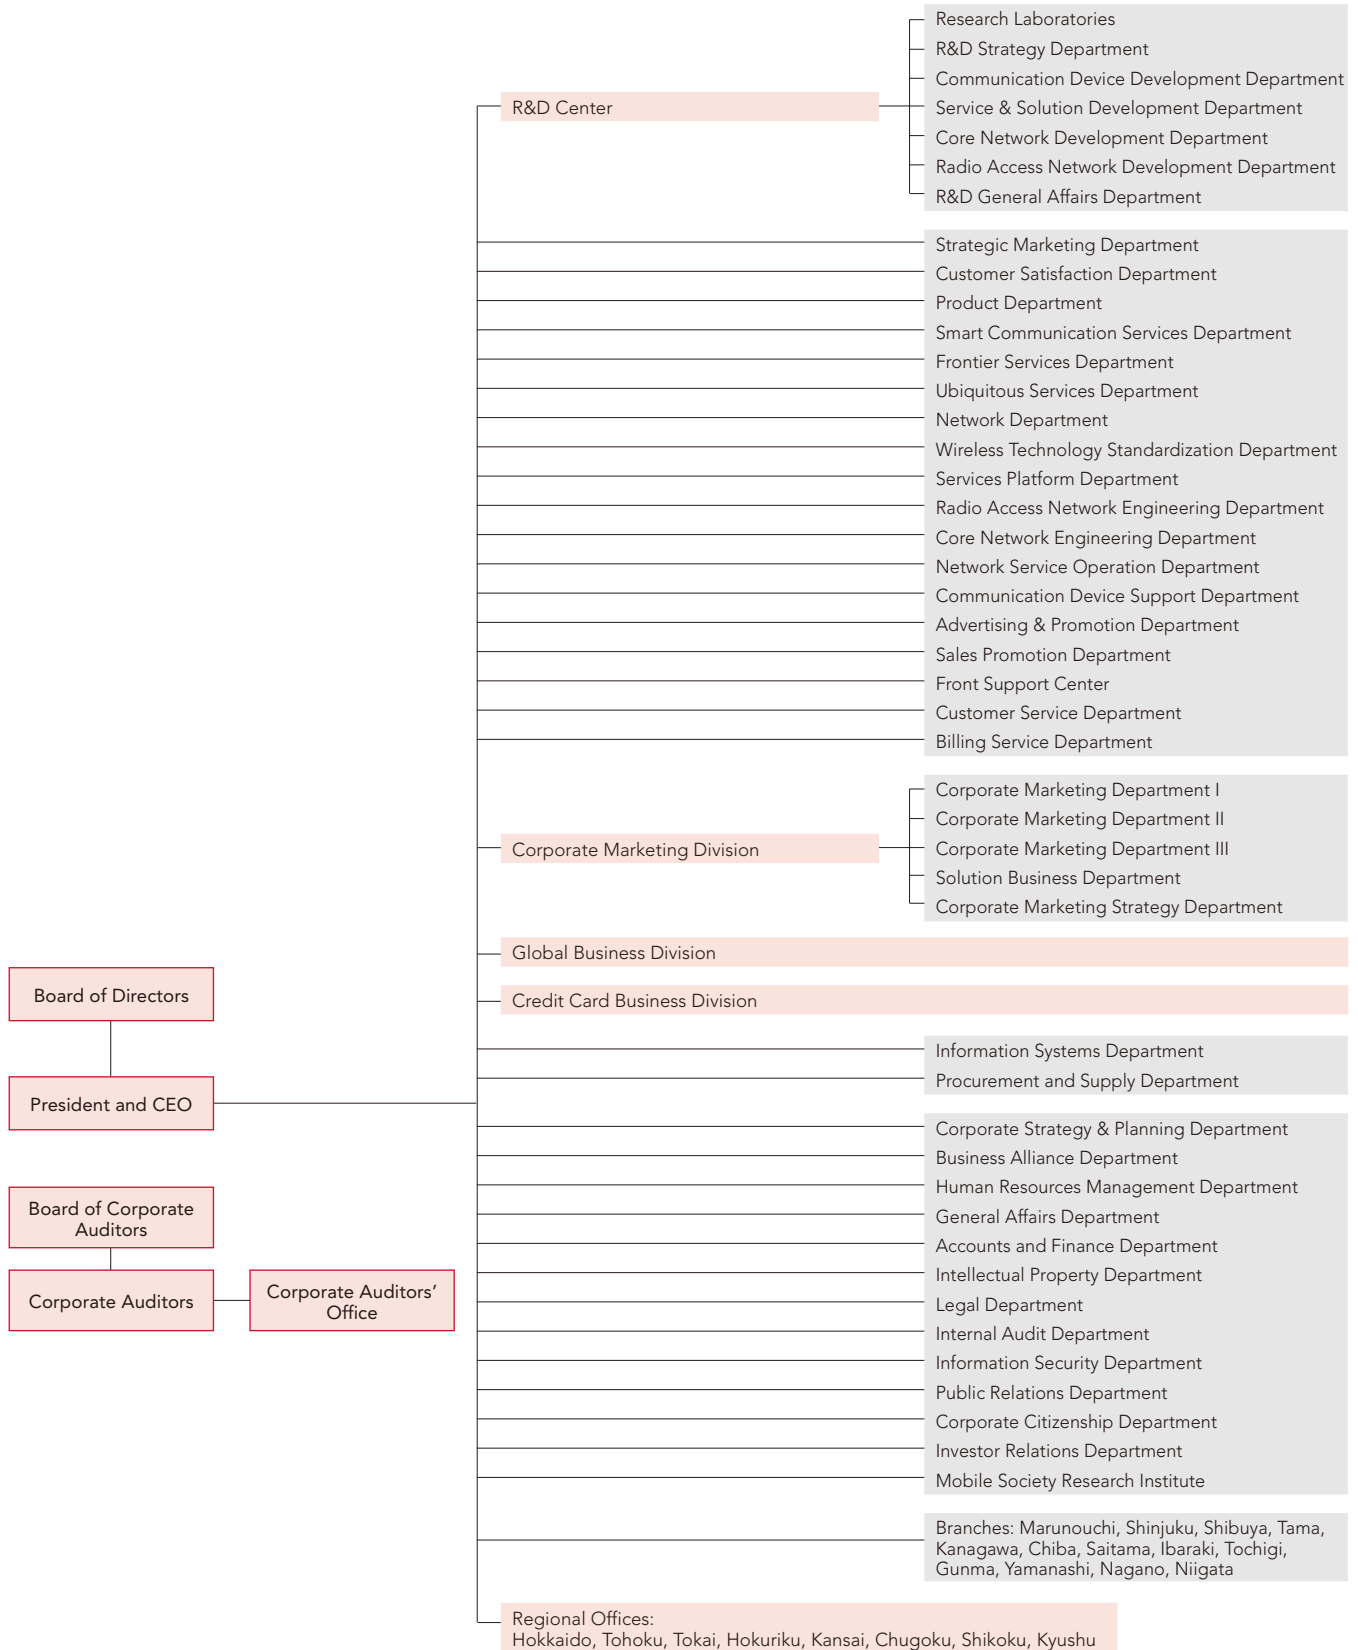 Research Laboratories
R&D Strategy Department
Communication Device Development Department
R&D Center
Service & Solution Development Department
Core Network Development Department
Radio Access Network Development Department
R&D General Affairs Department
Strategic Marketing Department
Customer Satisfaction Department
Product Department
Smart Communication Services Department
Frontier Services Department
Ubiquitous Services Department
Network Department
Wireless Technology Standardization Department
Services Platform Department
Radio Access Network Engineering Department
Core Network Engineering Department
Network Service Operation Department
Communication Device Support Department
Advertising & Promotion Department
Sales Promotion Department
Front Support Center
Customer Service Department
Billing Service Department
Corporate Marketing Department I
Corporate Marketing Department II
Corporate Marketing Division
Corporate Marketing Department III
Solution Business Department
Corporate Marketing Strategy Department
Global Business Division
Board of Directors
Credit Card Business Division
Information Systems Department
Procurement and Supply Department
President and CEO
Corporate Strategy & Planning Department
Business Alliance Department
Human Resources Management Department
Board of Corporate
Auditors
General Affairs Department
Accounts and Finance Department
Intellectual Property Department
Corporate Auditors
Corporate Auditors’
Office
Legal Department
Internal Audit Department
Information Security Department
Public Relations Department
Corporate Citizenship Department
Investor Relations Department
Mobile Society Research Institute
Branches: Marunouchi, Shinjuku, Shibuya, Tama,
Kanagawa, Chiba, Saitama, Ibaraki, Tochigi,
Gunma, Yamanashi, Nagano, Niigata
Regional Offices:
Hokkaido, Tohoku, Tokai, Hokuriku, Kansai, Chugoku, Shikoku, Kyushu